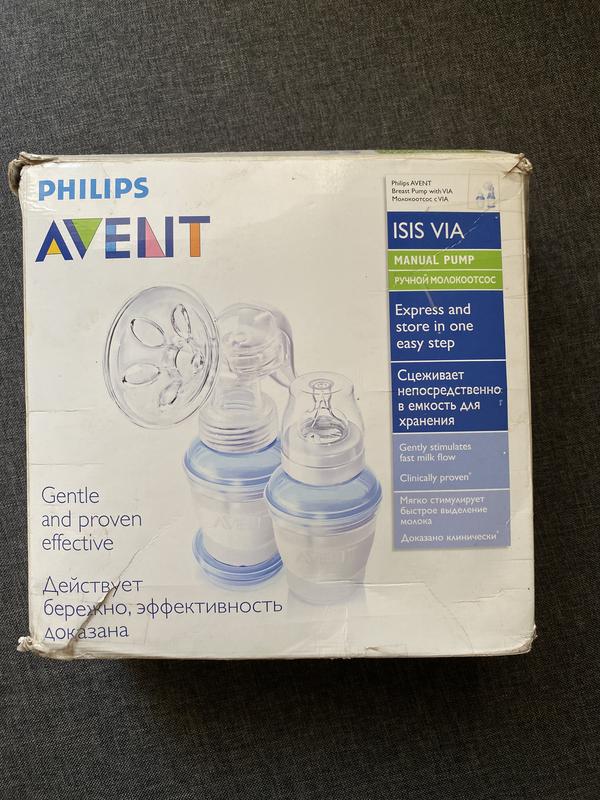 PHILIPS
AVENT
Philips AVENT
Breast Pump with VIA
Молокоотсос с VIA
ISIS VIA
MANUAL PUMP
РУЧНОЙ МОЛОКООТСОС
Express and
store in one
easy step
Сцеживает
непосредственно
в емкость для
хранения
Gently stimulates
fast milk flow
Clinically proven*
Мягко стимулирует
быстрое выделение
молока
Доказано клинически*
AVENT
AVENT
Gentle
and proven
effective
Действует
бережно, эффективность
доказана